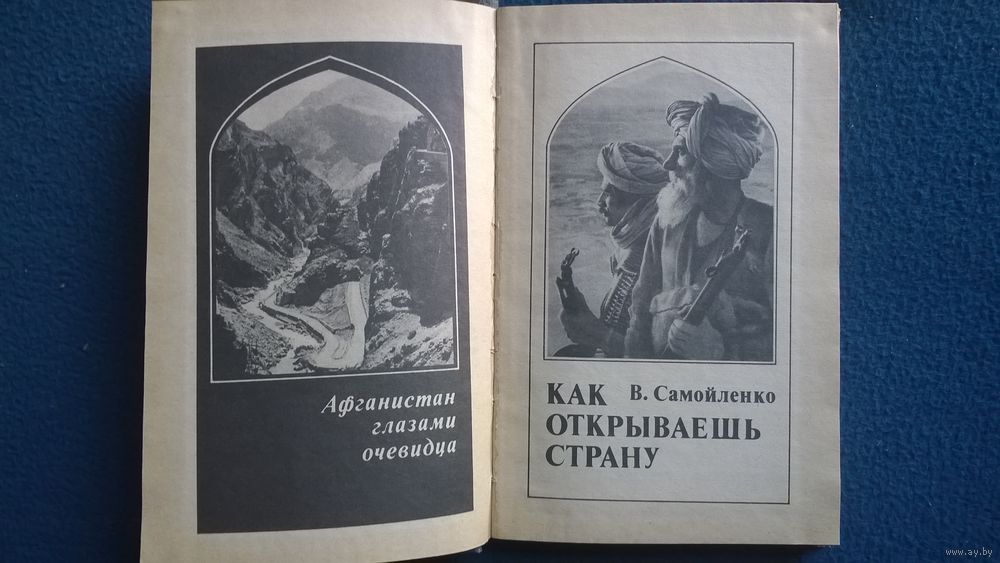 Афганистан
глазами
очевидца
КАК В. Самойленко
ОТКРЫВАЕШЬ
СТРАНУ
www.ay.by